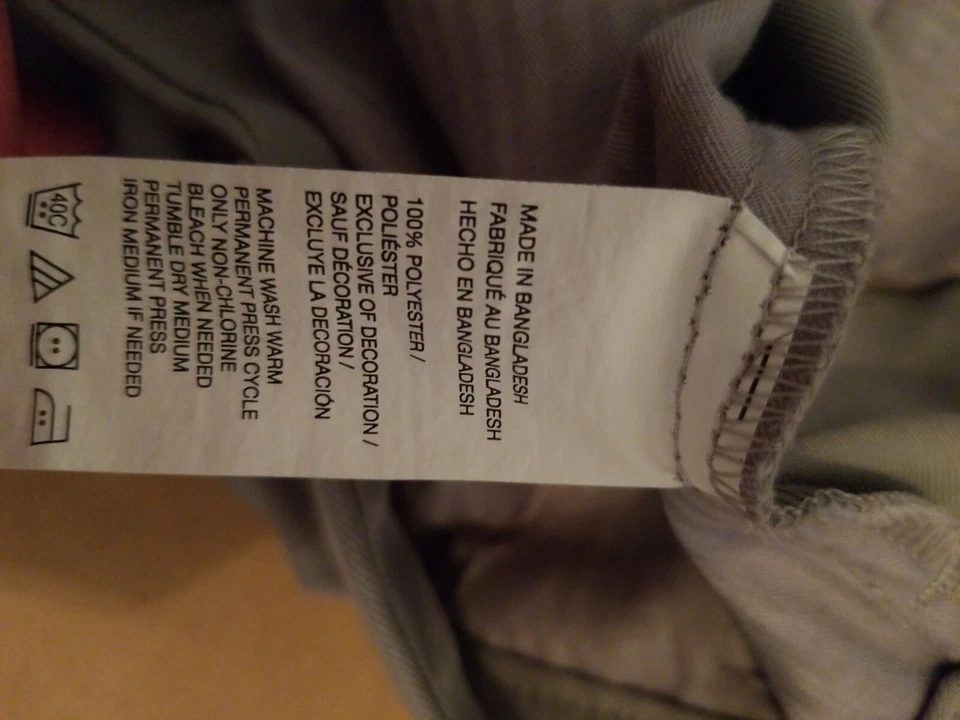 MADE IN BANGLADESH
FABRIQUÉ AU BANGLADESH
HECHO EN BANGLADESH
100% POLYESTER /
POLIÉSTER
EXCLUSIVE OF DECORATION /
SAUF DÉCORATION /
EXCLUYE LA DECORACIÓN
MACHINE WASH WARM
PERMANENT PRESS CYCLE
ONLY NON-CHLORINE
BLEACH WHEN NEEDED
TUMBLE DRY MEDIUM
PERMANENT PRESS
IRON MEDIUM IF NEEDED
40C